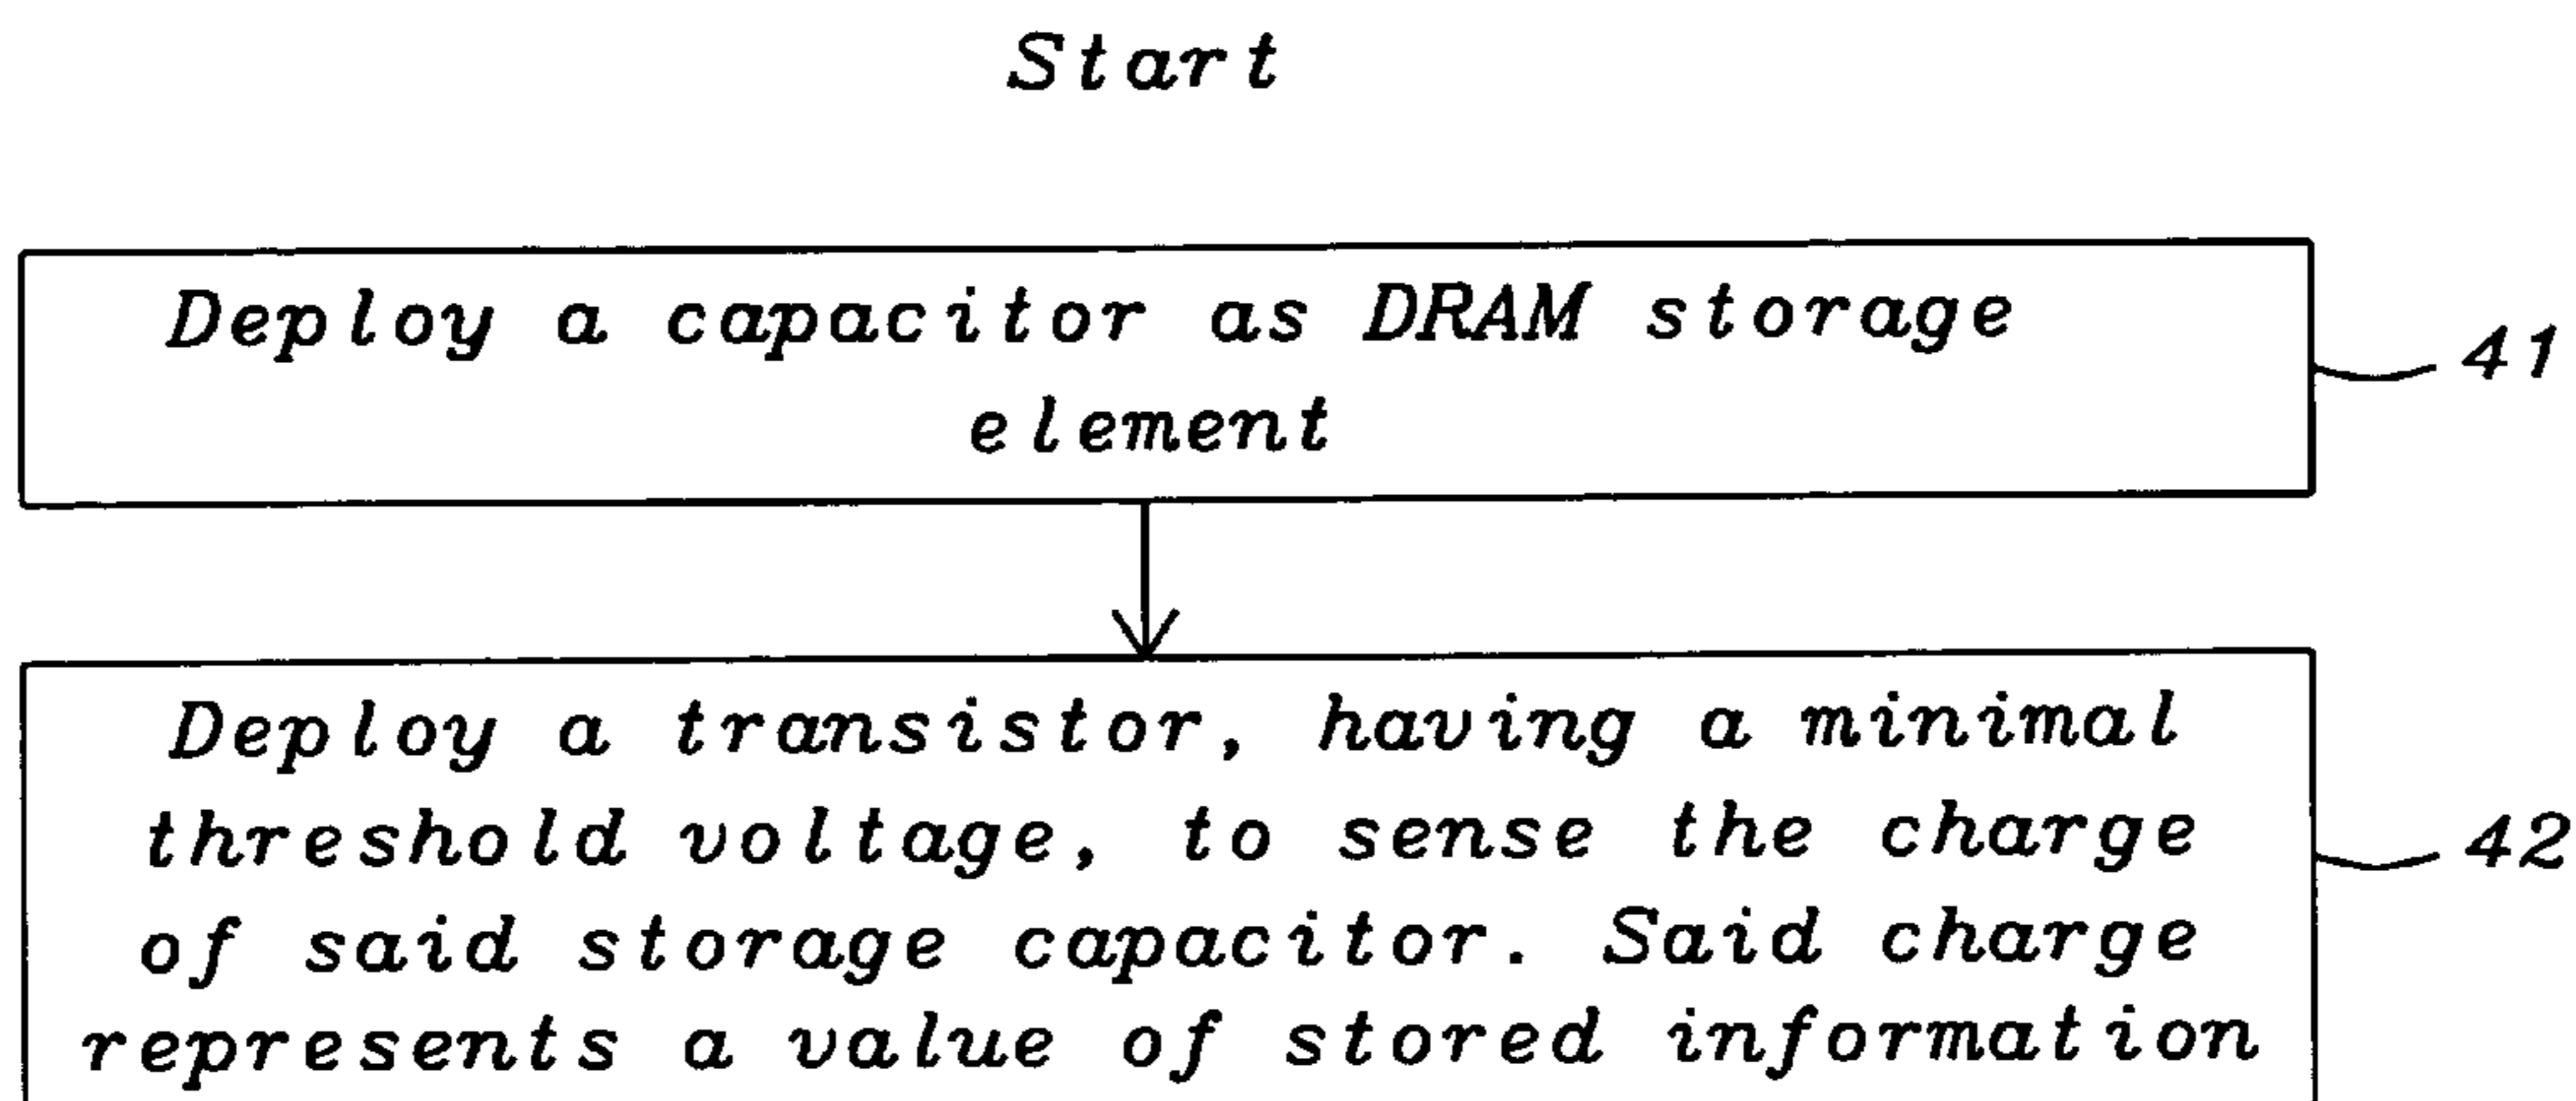 Start
Deploy a capacitor as DRAM storage
element
41
Deploy a transistor, having a minimal
threshold voltage, to sense the charge
42
of said storage capacitor. Said charge
represents a value of stored information